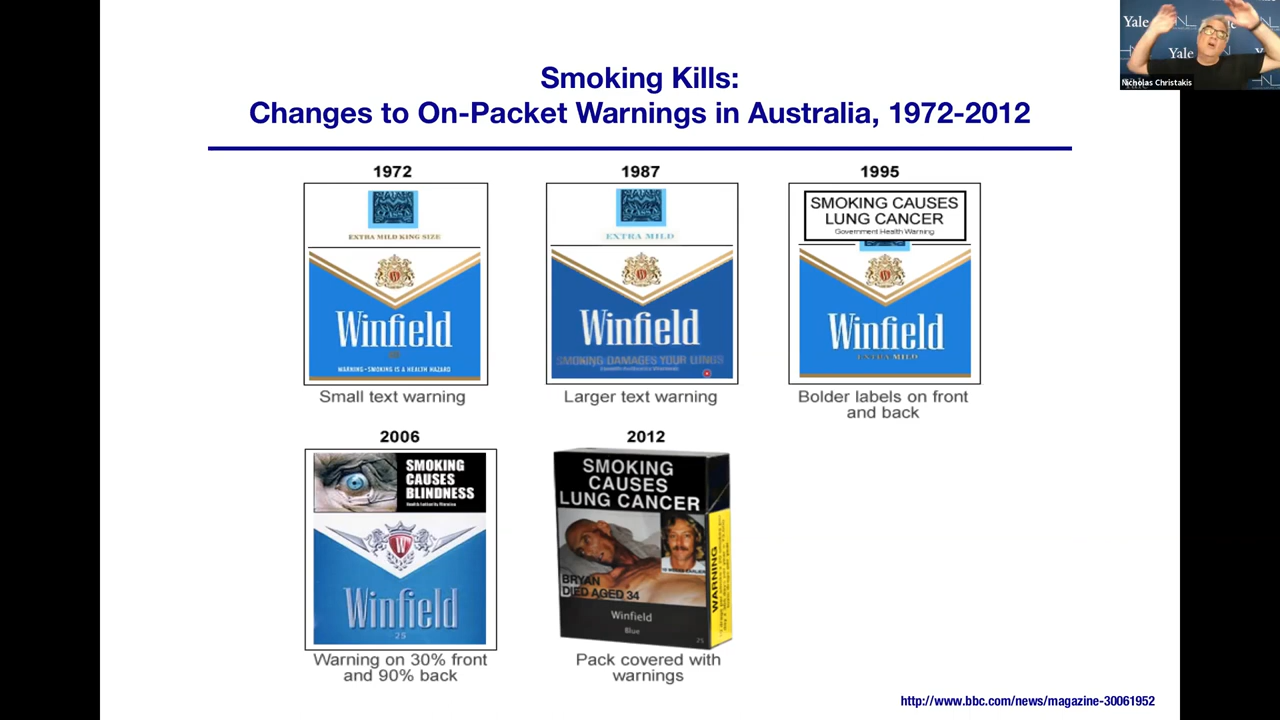 Yale
Yale
Nicholas Christakis
Smoking Kills:
Changes to On-Packet Warnings in Australia, 1972-2012
1972
EXTRA MILD KING SIZE
W
Winfield
WARNING-SMOKING IS A HEALTH HAZARD
Small text warning
1987
EXTRA MILD
W
Winfield
SMOKING DAMAGES YOUR LUNGS
Larger text warning
1995
SMOKING CAUSES
LUNG CANCER
Government Health Warning
W
Winfield
EXTRA MILD
Bolder labels on front
and back
2006
SMOKING
CAUSES
BLINDNESS
W
Winfield
25
Warning on 30% front
and 90% back
2012
SMOKING
CAUSES
LUNG CANCER
BRYAN
DIED AGED 34
Winfield
Blue
25
WARNING
Pack covered with
warnings
http://www.bbc.com/news/magazine-30061952